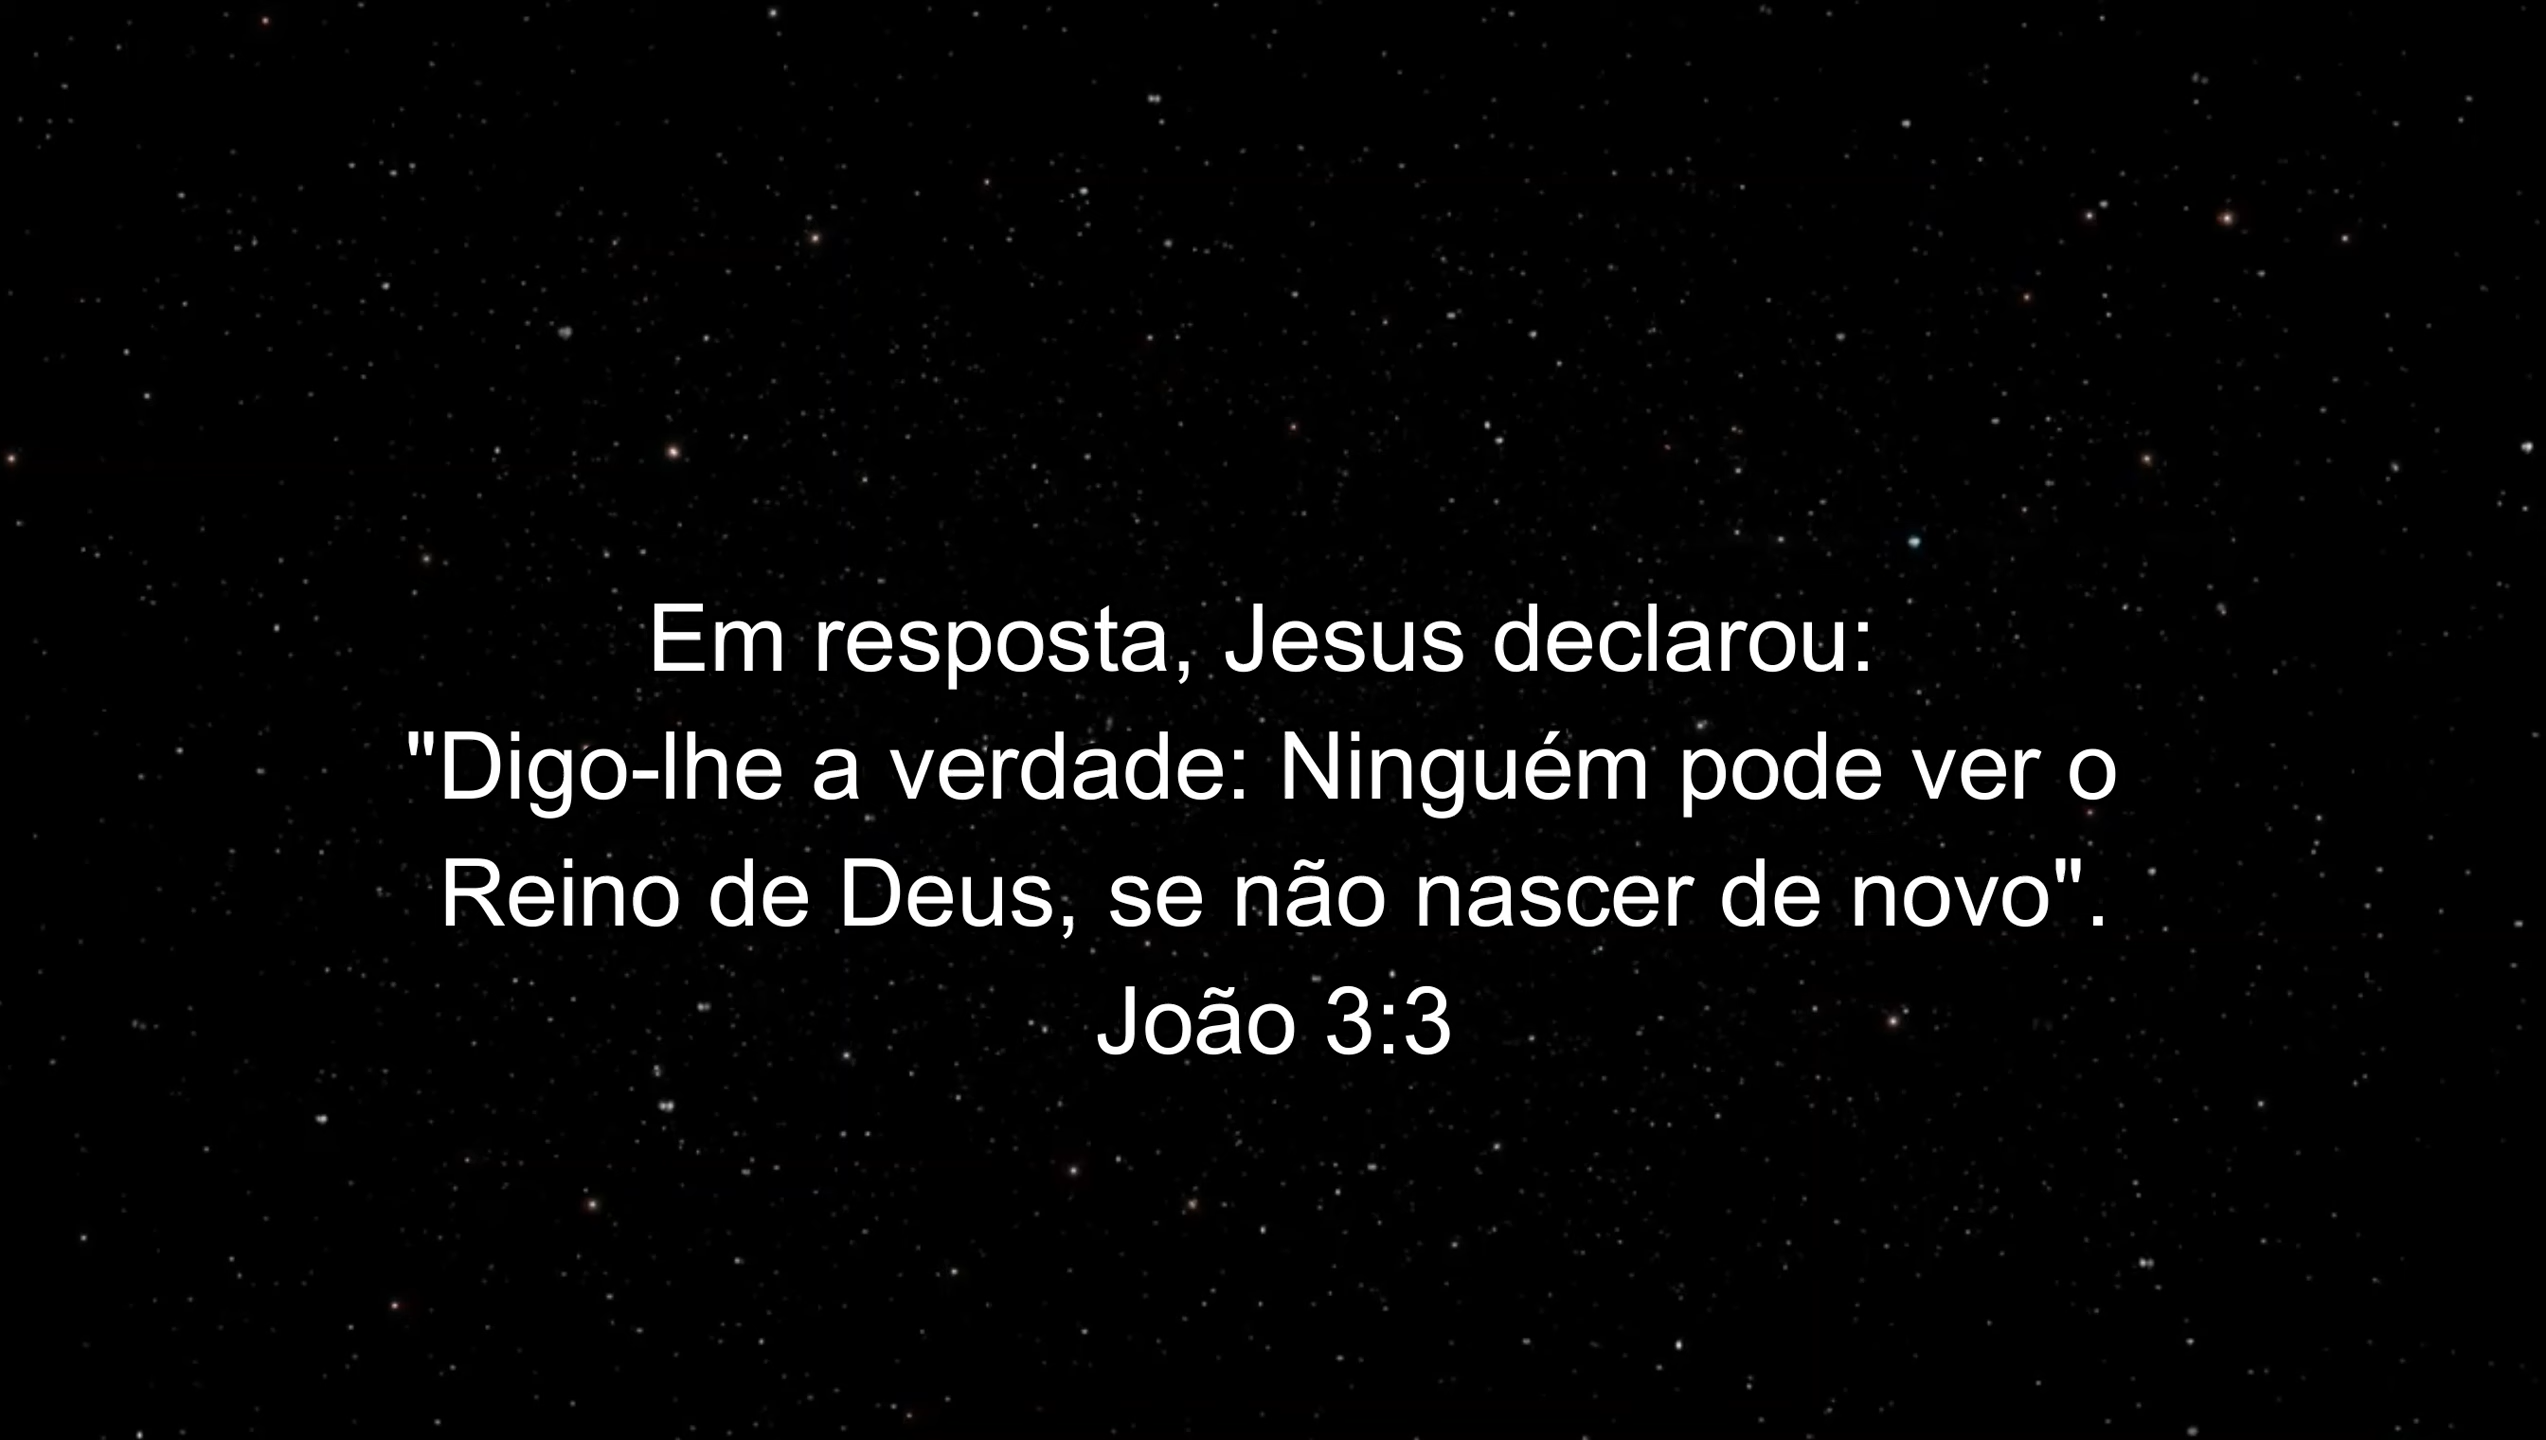 Em resposta, Jesus declarou:
"Digo-lhe a verdade: Ninguém pode ver o
Reino de Deus, se não nascer de novo".
João 3:3